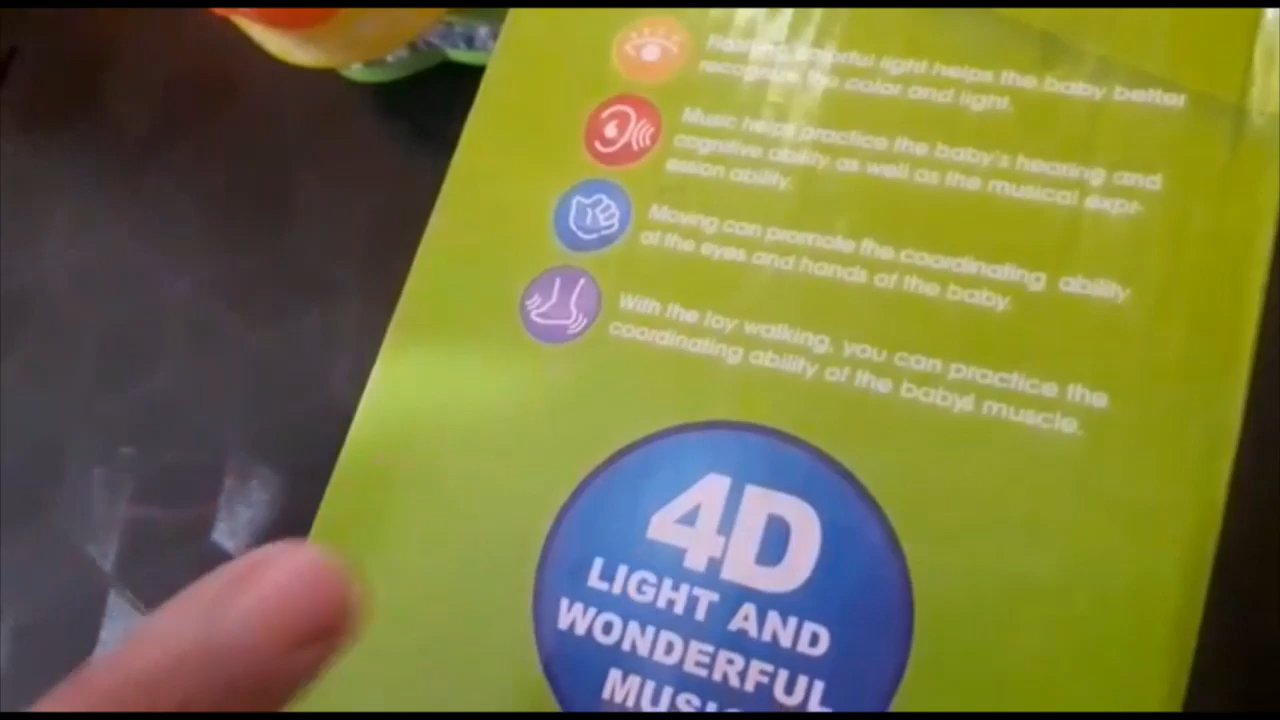 Flashing colorful light helps the baby better
recognize the color and light.
Music helps practice the baby's hearing and
cognitive ability as well as the musical expr-
ession ability.
Moving can promote the coordinating ability
of the eyes and hands of the baby.
With the toy walking, you can practice the
coordinating ability of the baby's muscle.
4D
LIGHT AND
WONDERFUL